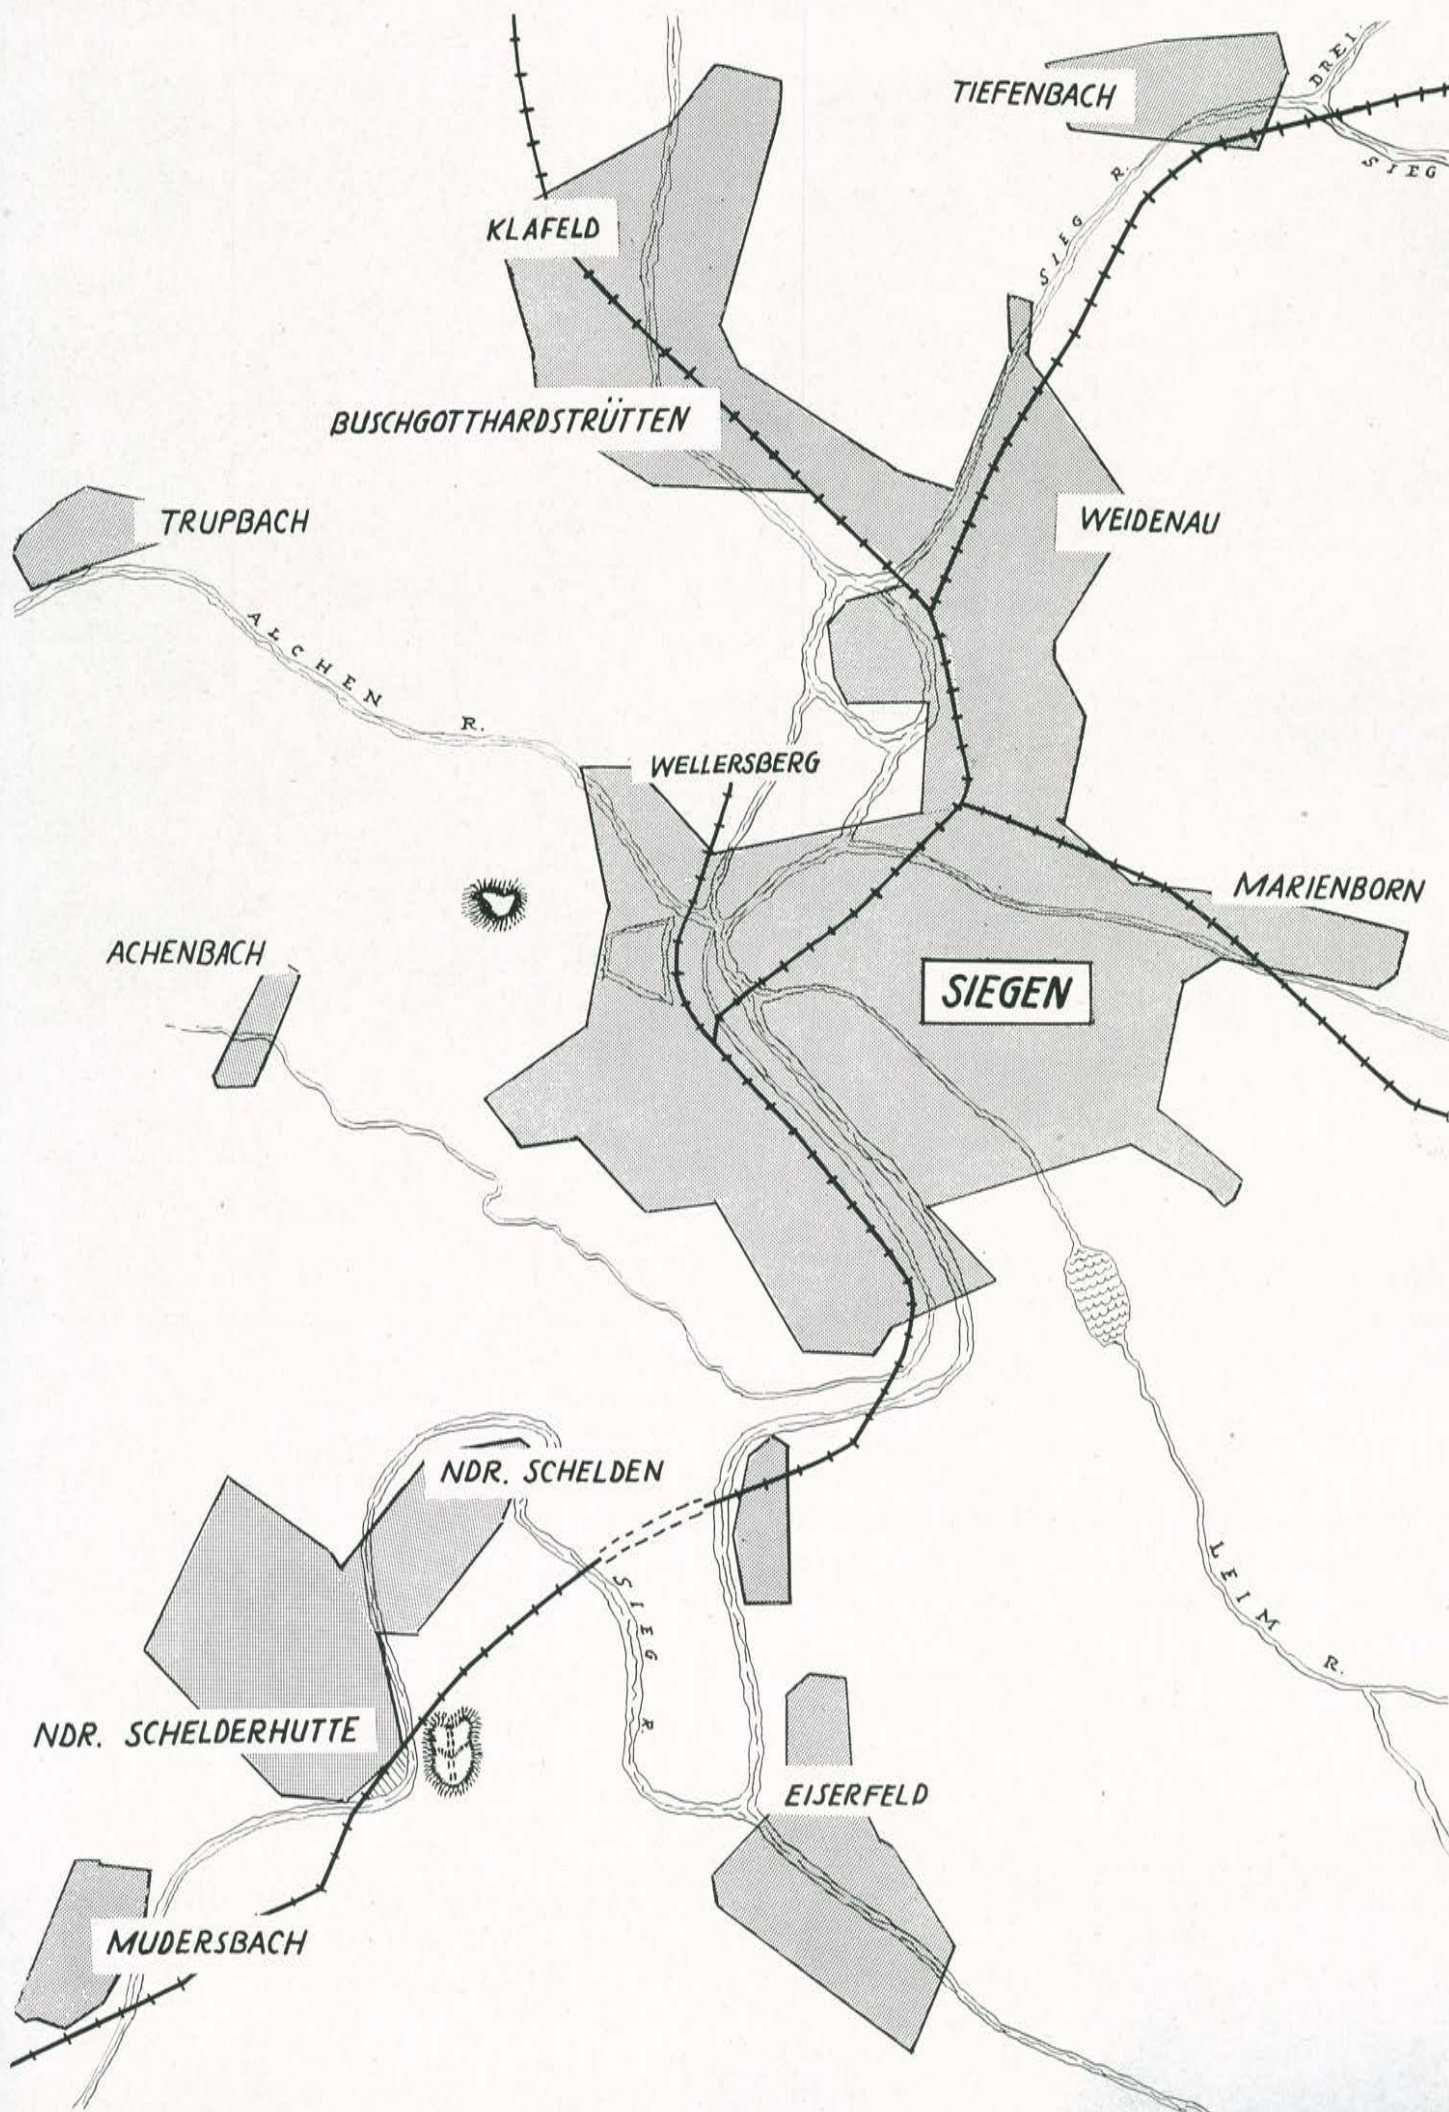 TIEFENBACH
DREI.
SIEG
SIEG R.
KLAFELD
BUSCHGOTTHARDSTRÜTTEN
TRUPBACH
WEIDENAU
ALCHEN R.
WELLERSBERG
MARIENBORN
ACHENBACH
SIEGEN
NDR. SCHELDEN
SIEG R.
LEIM R.
NDR. SCHELDERHUTTE
EISERFELD
MUDERSBACH